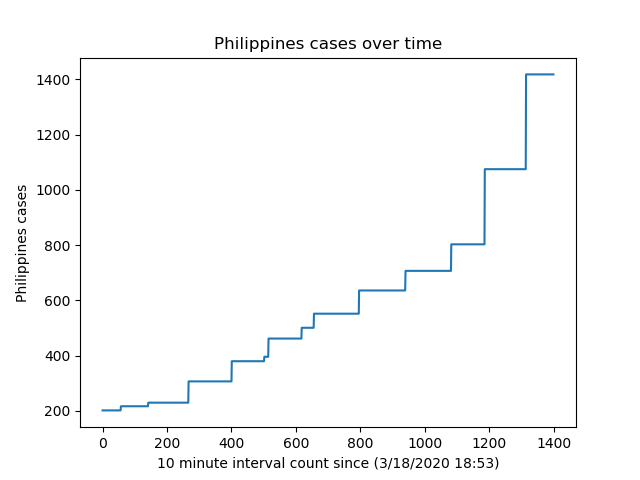 Philippines cases over time
Philippines cases
1400
1200
1000
800
600
400
200
0 200 400 600 800 1000 1200 1400
10 minute interval count since (3/18/2020 18:53)